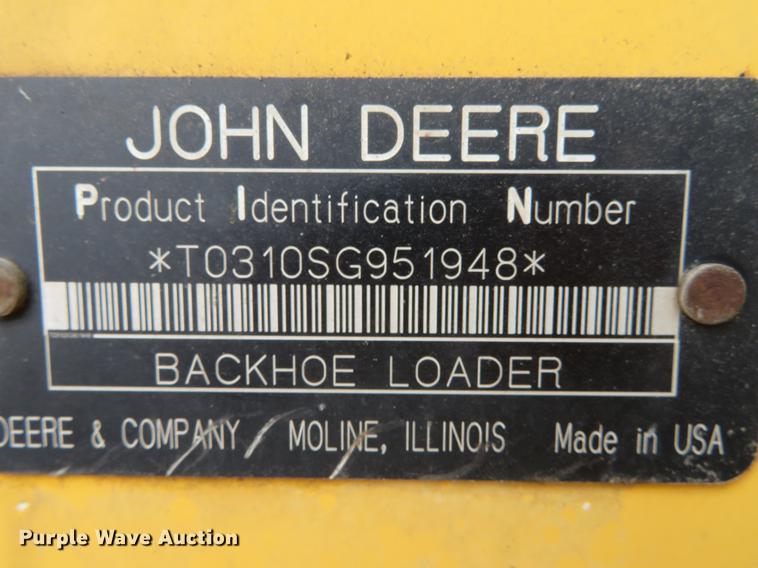 JOHN DEERE
Product Identification Number
*T0310SG951948*
BACKHOE LOADER
DEERE & COMPANY, MOLINE, ILLINOIS Made in USA
Purple Wave Auction